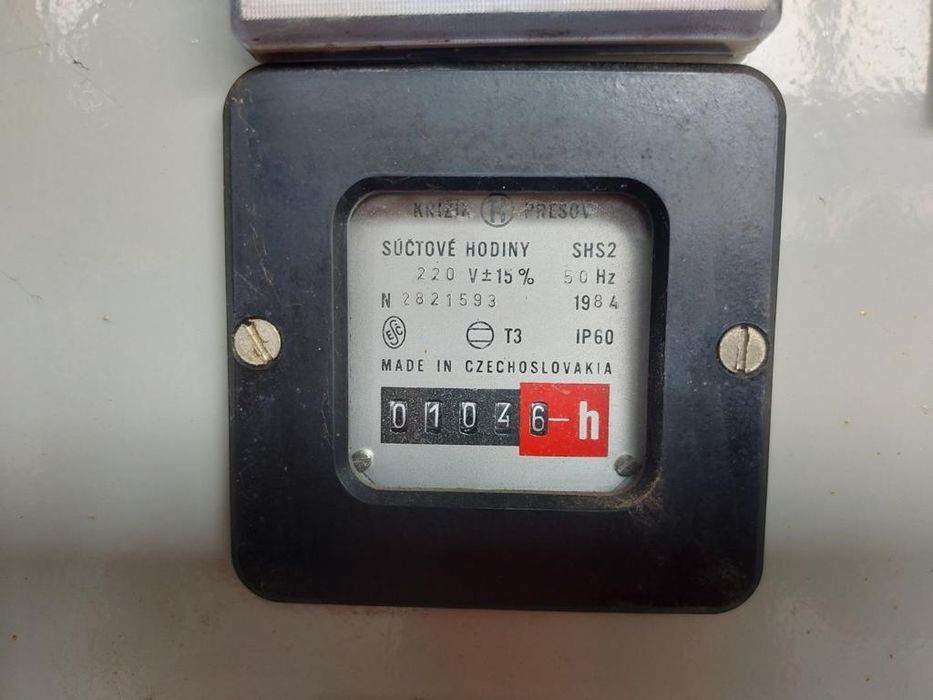 KRIŽÍK K PREŠOV
SÚČTOVÉ HODINY SHS2
220 V±15% 50 Hz
N 2821593 1984
T3 IP60
MADE IN CZECHOSLOVAKIA
01046-h